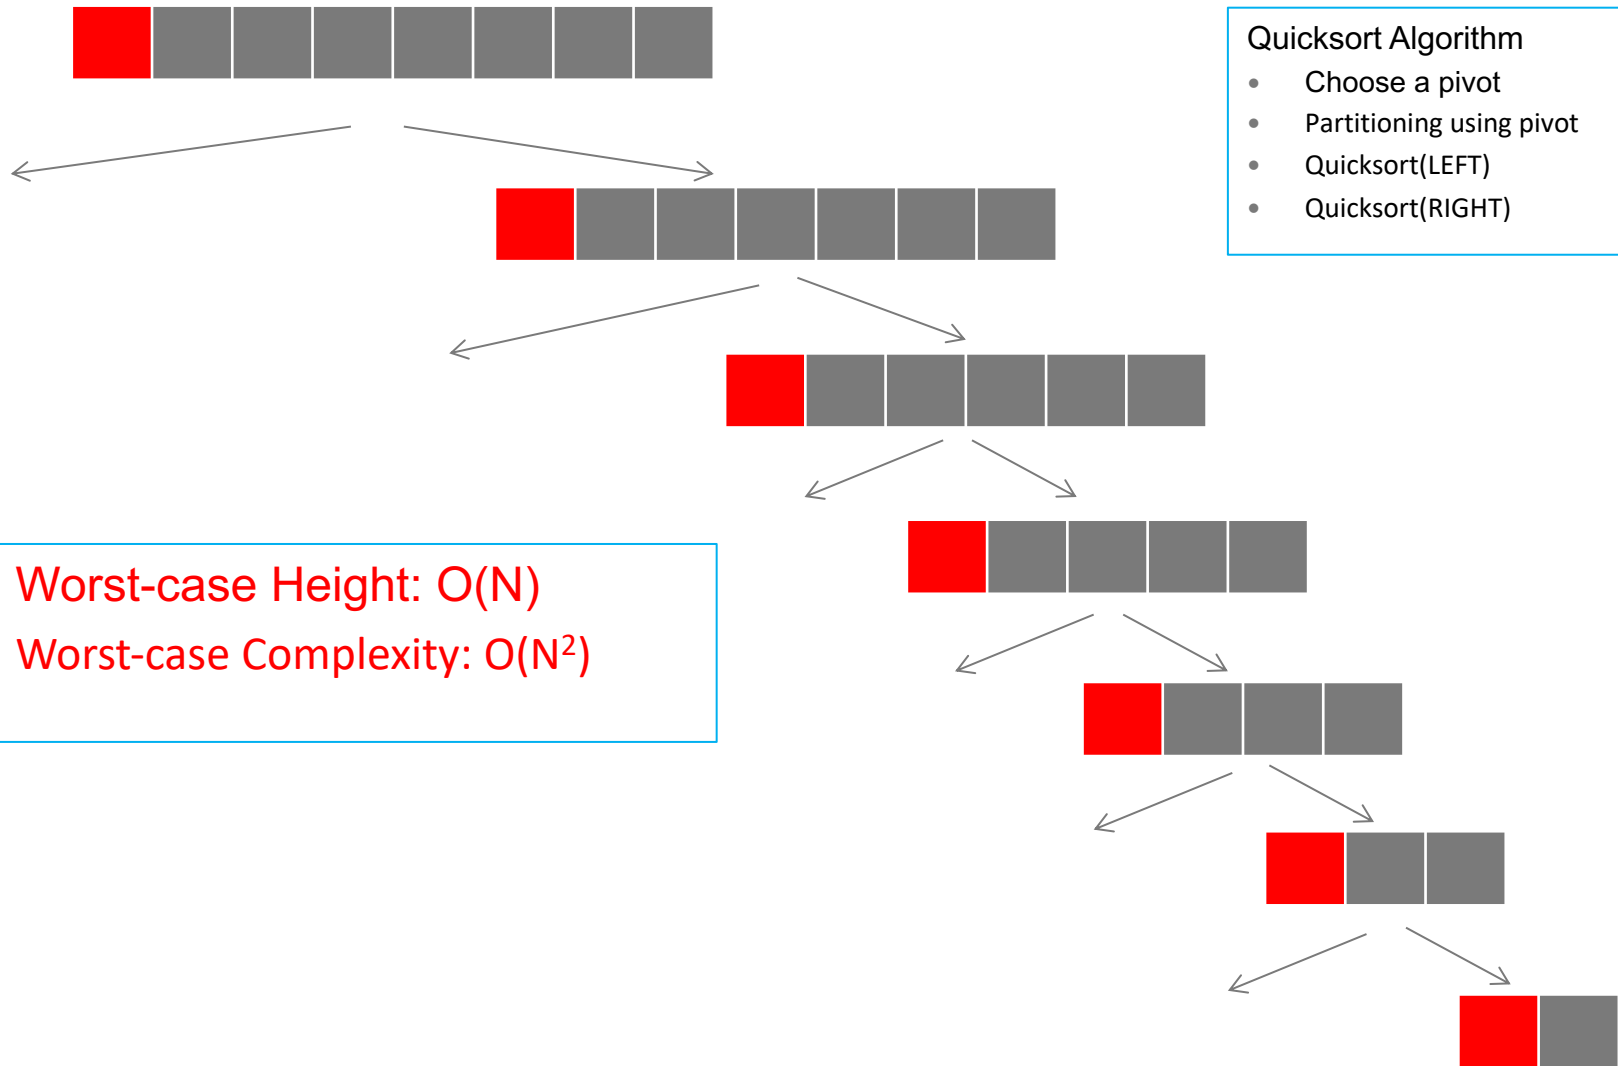 Quicksort Algorithm
• Choose a pivot
• Partitioning using pivot
• Quicksort(LEFT)
• Quicksort(RIGHT)
Worst-case Height: O(N)
Worst-case Complexity: O(N²)